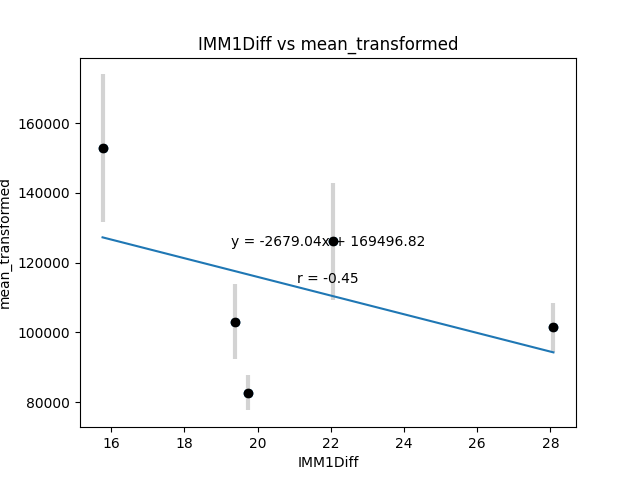 IMM1Diff vs mean_transformed
mean_transformed
160000
140000
120000
100000
80000
y = -2679.04x + 169496.82
r = -0.45
16 18 20 22 24 26 28
IMM1Diff